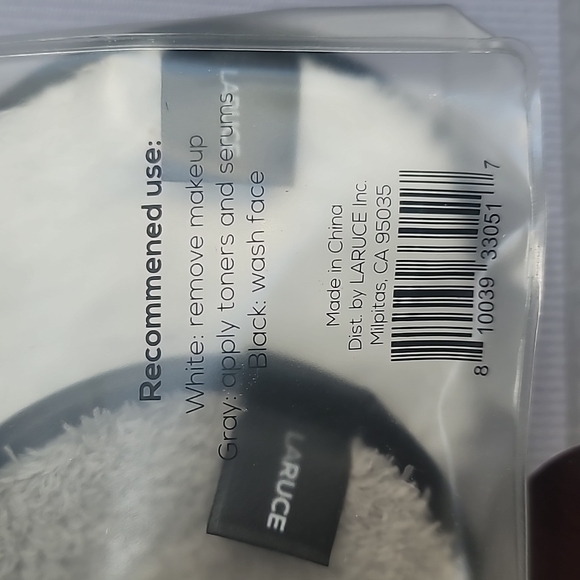 Recommened use:
White: remove makeup
Gray: apply toners and serums
Black: wash face
Made in China
Dist. by LARUCE Inc.
Milpitas, CA 95035
8 10039 33051 7
LARUCE
LARUCE